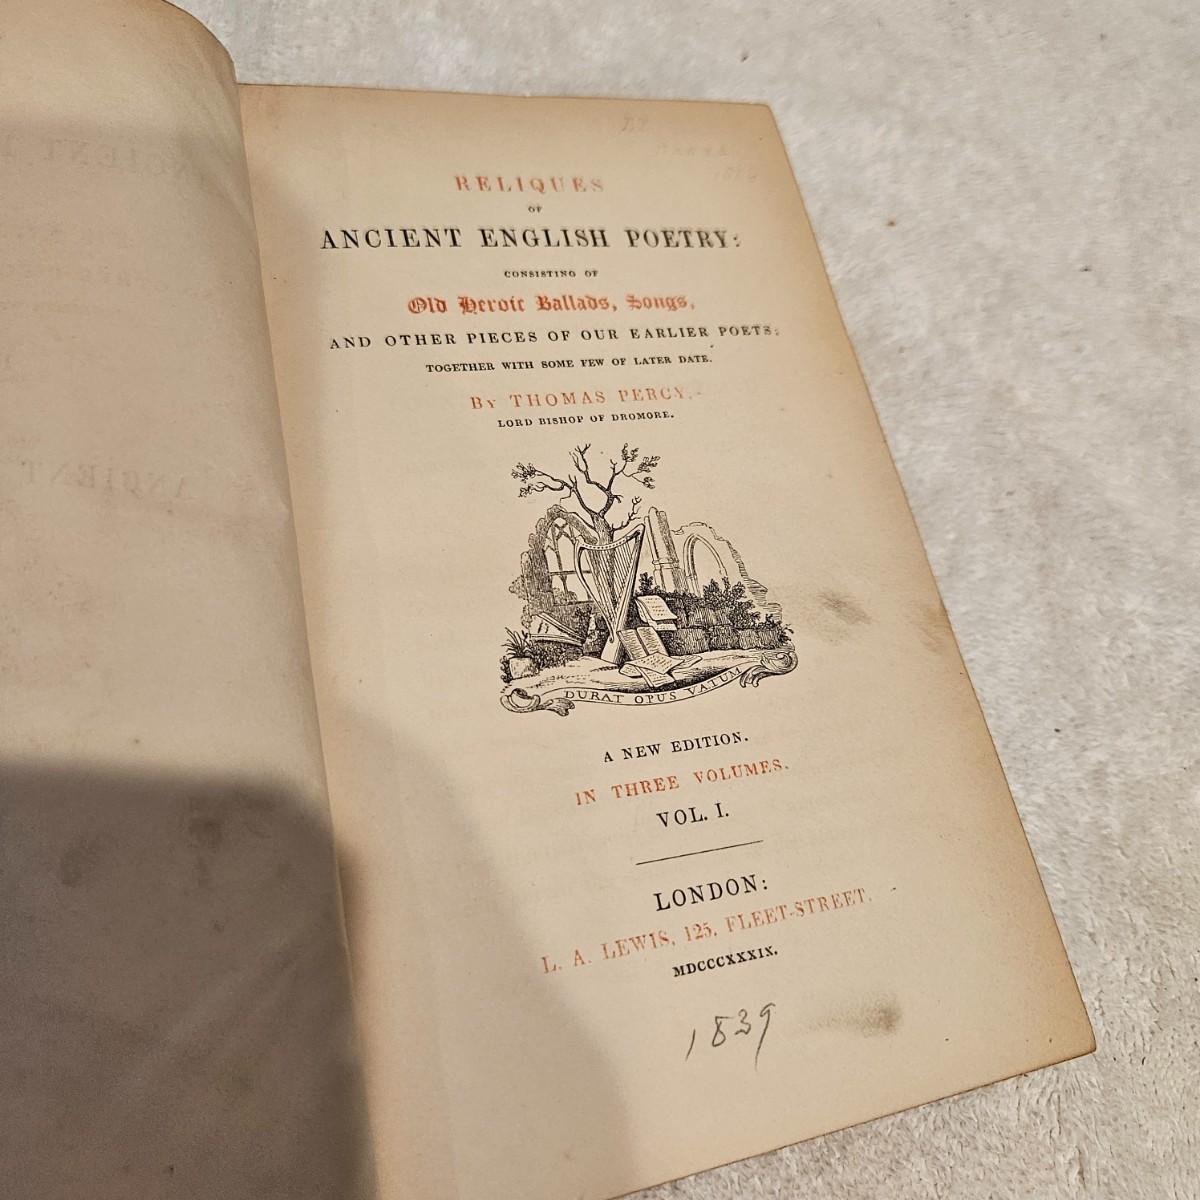 RELIQUES
OF
ANCIENT ENGLISH POETRY:
CONSISTING OF
Old Heroic Ballads, Songs,
AND OTHER PIECES OF OUR EARLIER POETS;
TOGETHER WITH SOME FEW OF LATER DATE.
BY THOMAS PERCY,
LORD BISHOP OF DROMORE.
DURAT OPUS VATUM
A NEW EDITION.
IN THREE VOLUMES.
VOL. I.
LONDON:
L. A. LEWIS, 125, FLEET-STREET.
MDCCCXXXIX.
1839